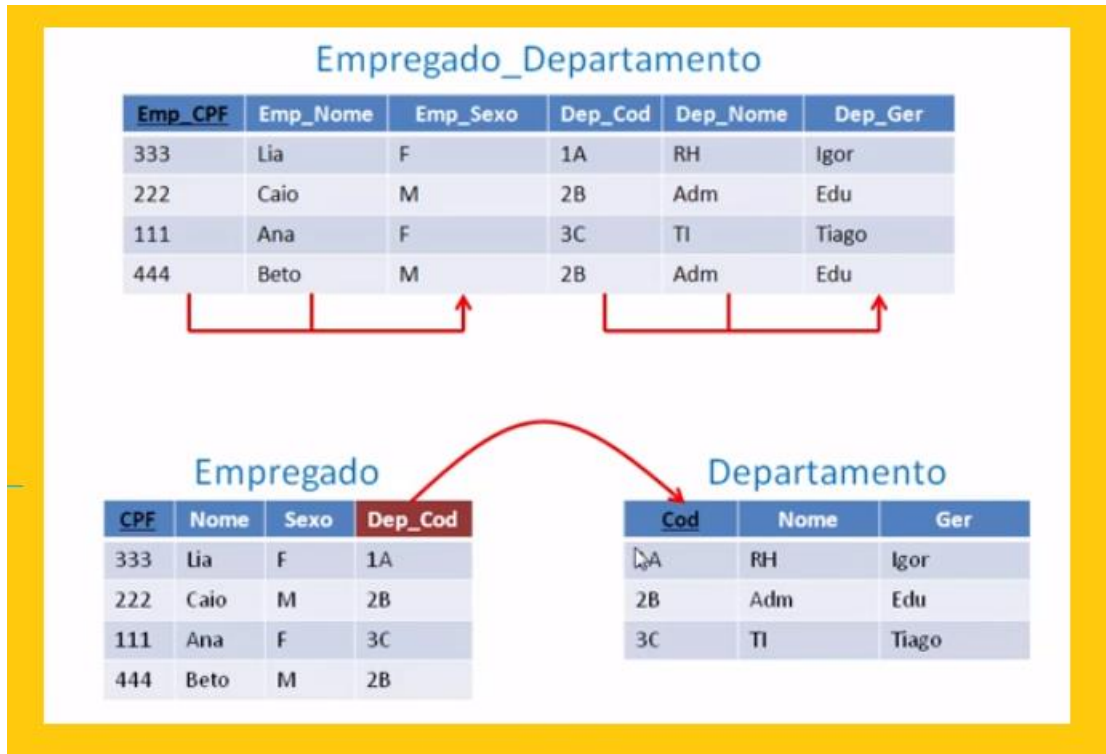 Empregado_Departamento
Emp_CPF Emp_Nome Emp_Sexo Dep_Cod Dep_Nome Dep_Ger
333 Lia F 1A RH Igor
222 Caio M 2B Adm Edu
111 Ana F 3C TI Tiago
444 Beto M 2B Adm Edu
Empregado
CPF Nome Sexo Dep_Cod
333 Lia F 1A
222 Caio M 2B
111 Ana F 3C
444 Beto M 2B
Departamento
Cod Nome Ger
RH Igor
2B Adm Edu
3C TI Tiago